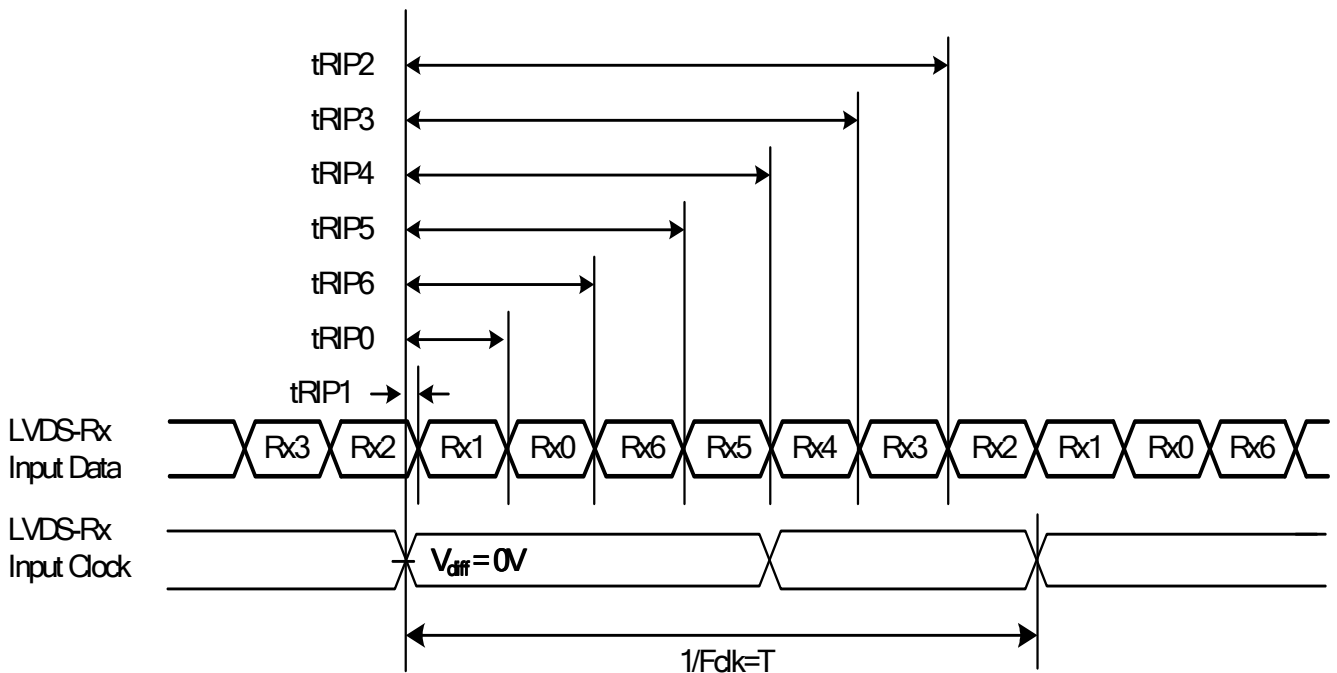 tRIP2
tRIP3
tRIP4
tRIP5
tRIP6
tRIP0
tRIP1
LVDS-Rx
Input Data
Rx3 Rx2 Rx1 Rx0 Rx6 Rx5 Rx4 Rx3 Rx2 Rx1 Rx0 Rx6
LVDS-Rx
Input Clock
Vdiff = 0V
1/Fclk=T